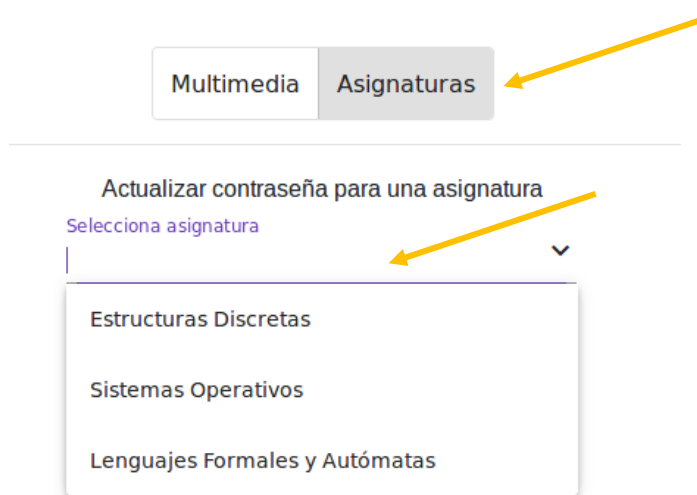 Multimedia Asignaturas
Actualizar contraseña para una asignatura
Selecciona asignatura
Estructuras Discretas
Sistemas Operativos
Lenguajes Formales y Autómatas